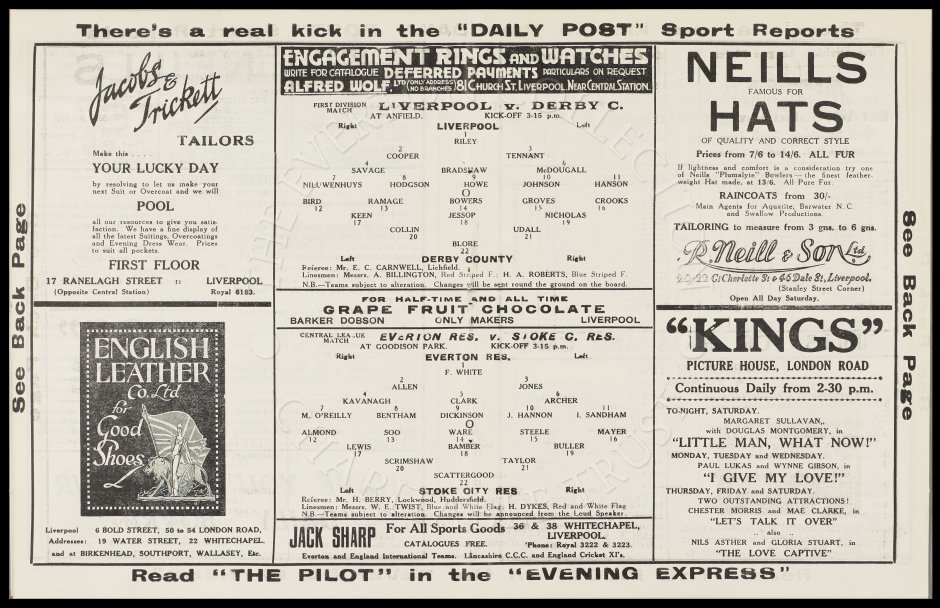 There's a real kick in the "DAILY POST" Sport Reports
See Back Page
Jacobs & Trickett
TAILORS
Make this . . . .
YOUR LUCKY DAY
by resolving to let us make your
next Suit or Overcoat and we will
POOL
all our resources to give you satis-
faction. We have a fine display of
all the latest Suitings, Overcoatings
and Evening Dress Wear. Prices
to suit all pockets.
FIRST FLOOR
17 RANELAGH STREET :: LIVERPOOL
(Opposite Central Station) Royal 6183.
ENGLISH
LEATHER
Co. Ltd
for
Good
Shoes
Liverpool 6 BOLD STREET, 50 to 54 LONDON ROAD,
Addresses: 19 WATER STREET, 22 WHITECHAPEL.
and at BIRKENHEAD, SOUTHPORT, WALLASEY, Etc.
ENGAGEMENT RINGS AND WATCHES
WRITE FOR CATALOGUE DEFERRED PAYMENTS PARTICULARS ON REQUEST
ALFRED WOLF, LTD (ONLY ADDRESS NO BRANCHES) 81 CHURCH ST. LIVERPOOL. NEAR CENTRAL STATION.
FIRST DIVISION MATCH LIVERPOOL v. DERBY C.
AT ANFIELD. KICK-OFF 3-15 p.m.
Right LIVERPOOL Left
1
RILEY
2 3
COOPER TENNANT
4 5 6
SAVAGE BRADSHAW McDOUGALL
7 8 9 10 11
NILUWENHUYS HODGSON HOWE JOHNSON HANSON
O
BIRD RAMAGE BOWERS GROVES CROOKS
12 13 14 15 16
KEEN JESSOP NICHOLAS
17 18 19
COLLIN UDALL
20 21
BLORE
22
Left DERBY COUNTY Right
Referee: Mr. E. C. CARNWELL, Lichfield.
Linesmen: Messrs. A. BILLINGTON, Red Striped F.; H. A. ROBERTS, Blue Striped F.
N.B.—Teams subject to alteration. Changes will be sent round the ground on the board.
FOR HALF-TIME AND ALL TIME
GRAPE FRUIT CHOCOLATE
BARKER DOBSON ONLY MAKERS LIVERPOOL
CENTRAL LEAGUE MATCH EVERTON RES. v. STOKE C. RES.
AT GOODISON PARK. KICK-OFF 3-15 p.m.
Right EVERTON RES. Left
1
F. WHITE
2 3
ALLEN JONES
4 5 6
KAVANAGH CLARK ARCHER
7 8 9 10 11
M. O'REILLY BENTHAM DICKINSON J. HANNON I. SANDHAM
O
ALMOND SOO WARE STEELE MAYER
12 13 14 15 16
LEWIS BAMBER BULLER
17 18 19
SCRIMSHAW TAYLOR
20 21
SCATTERGOOD
22
Left STOKE CITY RES Right
Referee: Mr. H. BERRY, Lockwood, Huddersfield.
Linesmen: Messrs. W. E. TWIST, Blue and White Flag; H. DYKES, Red and White Flag
N.B.—Teams subject to alteration. Changes will be announced from the Loud Speaker.
JACK SHARP For All Sports Goods 36 & 38 WHITECHAPEL, LIVERPOOL.
CATALOGUES FREE. 'Phone: Royal 3222 & 3223.
Everton and England International Teams. Lancashire C.C.C. and England Cricket XI's.
NEILLS
FAMOUS FOR
HATS
OF QUALITY AND CORRECT STYLE
Prices from 7/6 to 14/6. ALL FUR
If lightness and comfort is a consideration try one
of Neills "Plumalyte" Bowlers—the finest feather-
weight Hat made, at 13/6. All Pure Fur.
RAINCOATS from 30/-
Main Agents for Aquatite, Barwater N.C.
and Swallow Productions.
TAILORING to measure from 3 gns. to 6 gns.
R. Neill & Son Ltd.
20-22 Gt Charlotte St & 46 Dale St, Liverpool.
(Stanley Street Corner)
Open All Day Saturday.
"KINGS"
PICTURE HOUSE, LONDON ROAD
Continuous Daily from 2-30 p.m.
TO-NIGHT, SATURDAY.
MARGARET SULLAVAN,
with DOUGLAS MONTGOMERY, in
"LITTLE MAN, WHAT NOW!"
MONDAY, TUESDAY and WEDNESDAY.
PAUL LUKAS and WYNNE GIBSON, in
"I GIVE MY LOVE!"
THURSDAY, FRIDAY and SATURDAY.
TWO OUTSTANDING ATTRACTIONS!
CHESTER MORRIS and MAE CLARKE, in
"LET'S TALK IT OVER"
.. also ..
NILS ASTHER and GLORIA STUART, in
"THE LOVE CAPTIVE"
See Back Page
Read "THE PILOT" in the "EVENING EXPRESS"